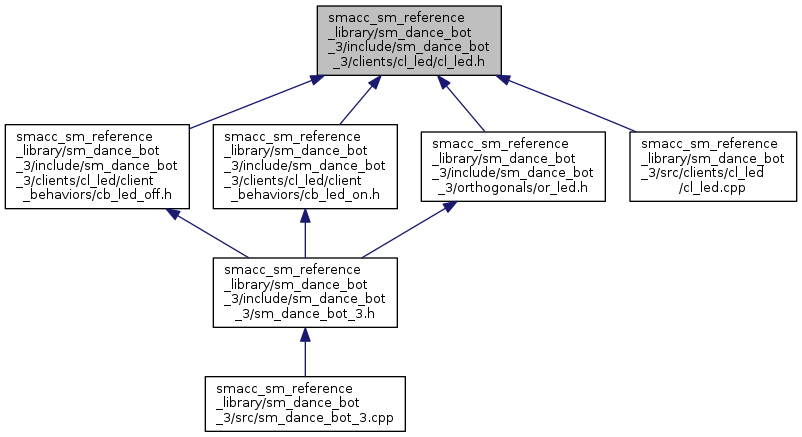 smacc_sm_reference
_library/sm_dance_bot
_3/include/sm_dance_bot
_3/clients/cl_led/cl_led.h
smacc_sm_reference
_library/sm_dance_bot
_3/include/sm_dance_bot
_3/clients/cl_led/client
_behaviors/cb_led_off.h
smacc_sm_reference
_library/sm_dance_bot
_3/include/sm_dance_bot
_3/clients/cl_led/client
_behaviors/cb_led_on.h
smacc_sm_reference
_library/sm_dance_bot
_3/include/sm_dance_bot
_3/orthogonals/or_led.h
smacc_sm_reference
_library/sm_dance_bot
_3/src/clients/cl_led
/cl_led.cpp
smacc_sm_reference
_library/sm_dance_bot
_3/include/sm_dance_bot
_3/sm_dance_bot_3.h
smacc_sm_reference
_library/sm_dance_bot
_3/src/sm_dance_bot_3.cpp